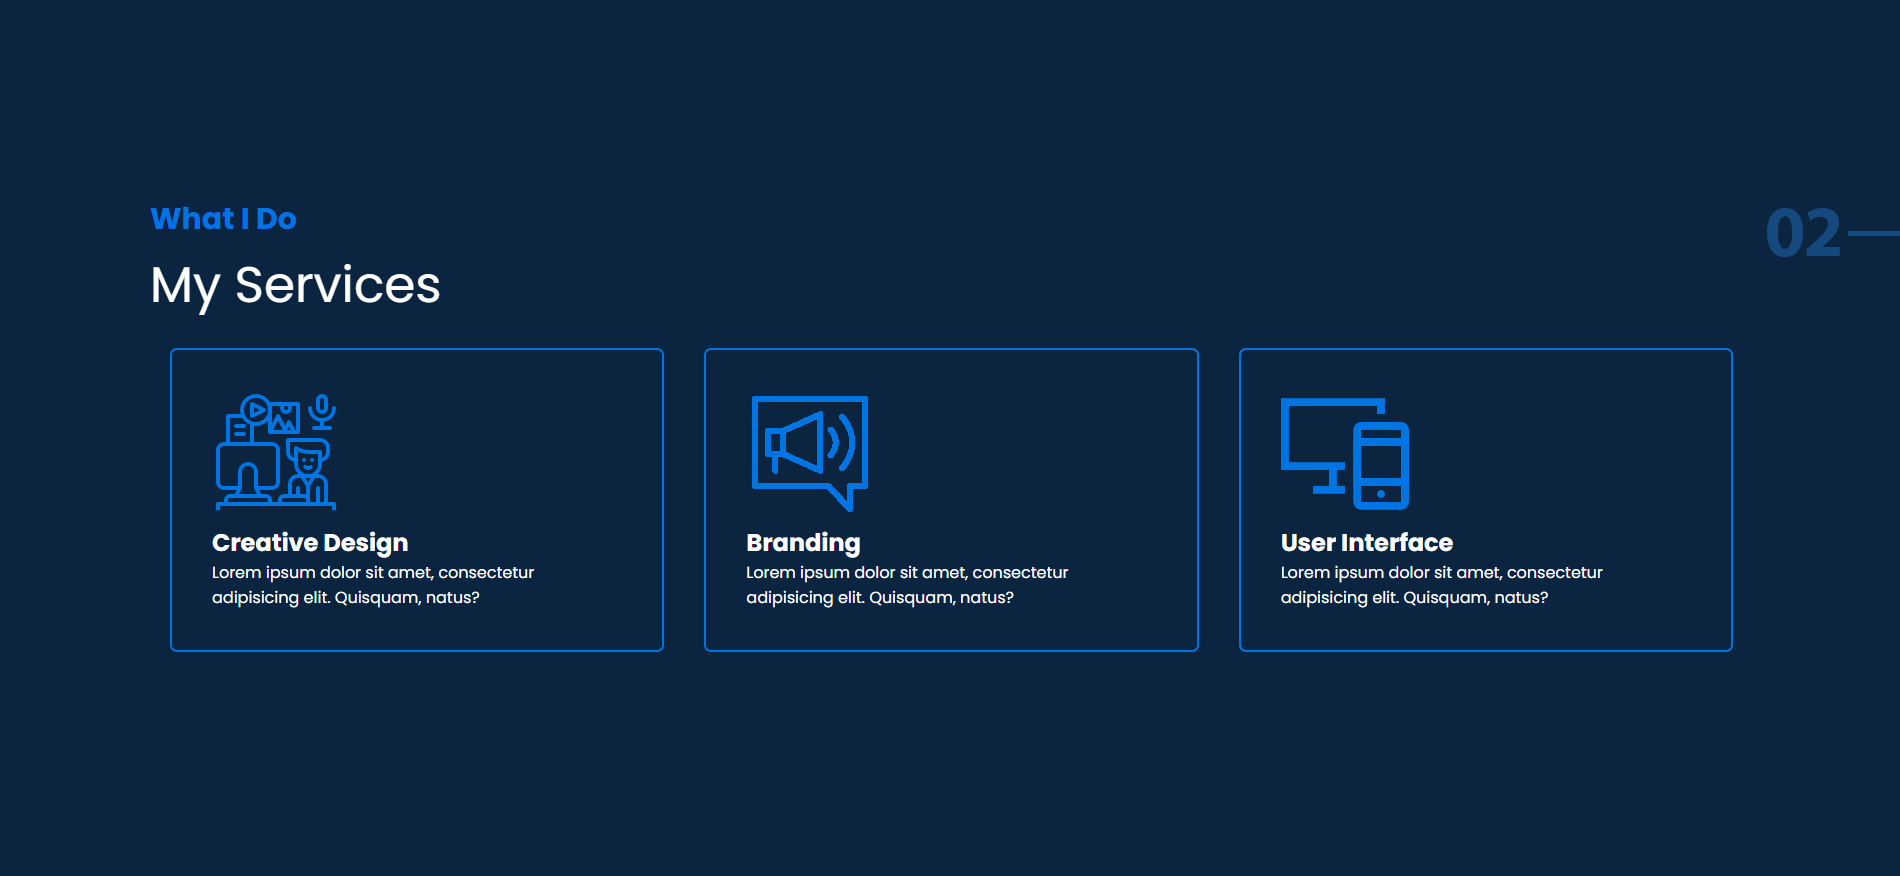 What I Do
02
My Services
Creative Design
Lorem ipsum dolor sit amet, consectetur
adipisicing elit. Quisquam, natus?
Branding
Lorem ipsum dolor sit amet, consectetur
adipisicing elit. Quisquam, natus?
User Interface
Lorem ipsum dolor sit amet, consectetur
adipisicing elit. Quisquam, natus?